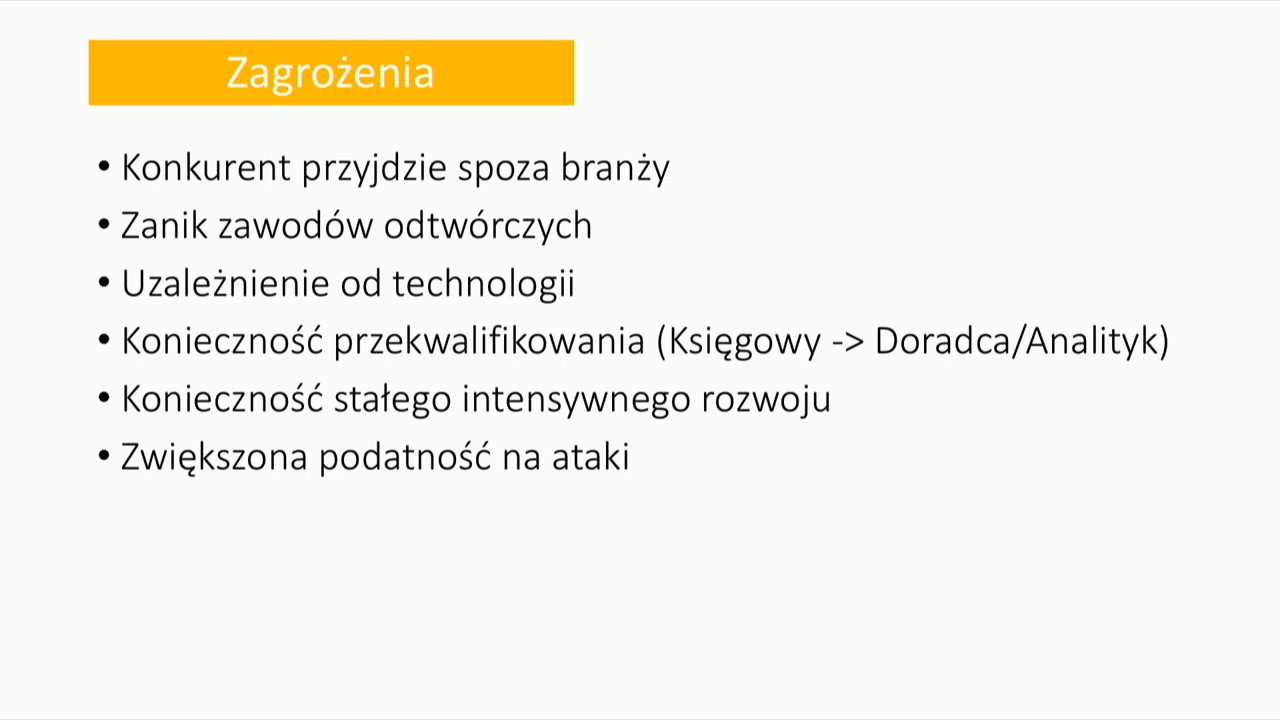 Zagrożenia
• Konkurent przyjdzie spoza branży
• Zanik zawodów odtwórczych
• Uzależnienie od technologii
• Konieczność przekwalifikowania (Księgowy -> Doradca/Analityk)
• Konieczność stałego intensywnego rozwoju
• Zwiększona podatność na ataki